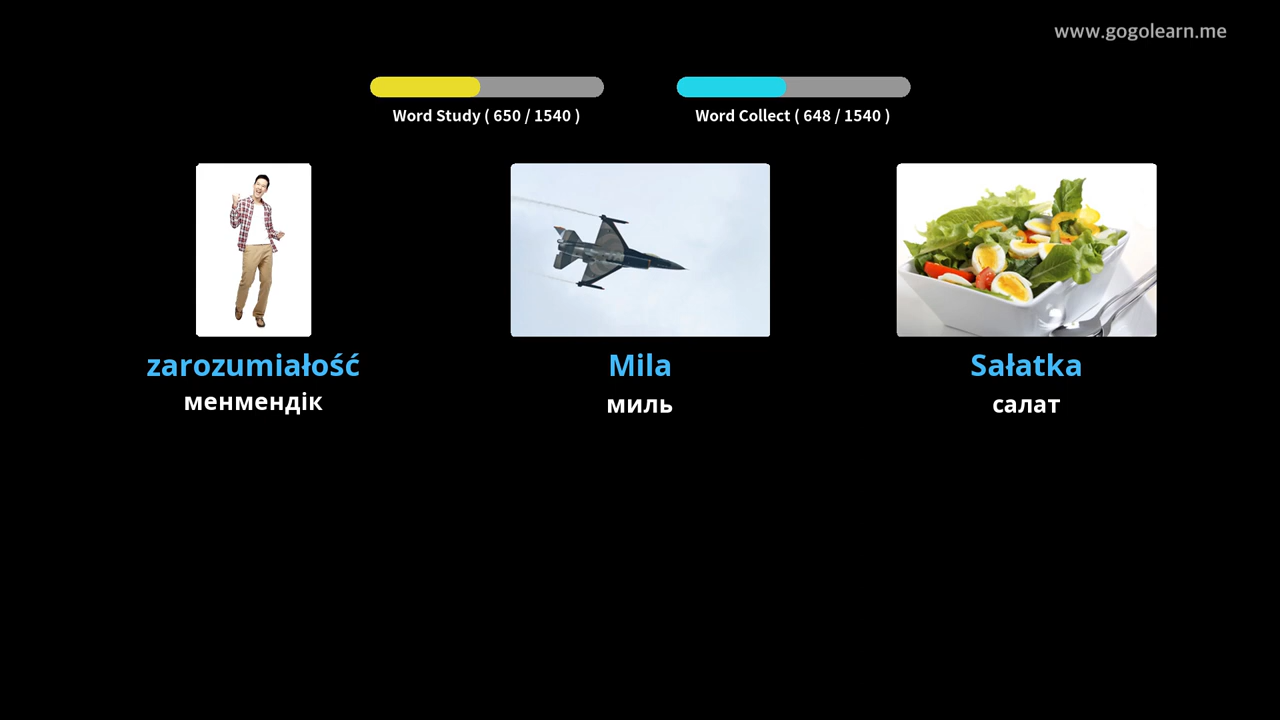 www.gogolearn.me
Word Study ( 650 / 1540 )
Word Collect ( 648 / 1540 )
zarozumiałość
менмендік
Mila
миль
Sałatka
салат